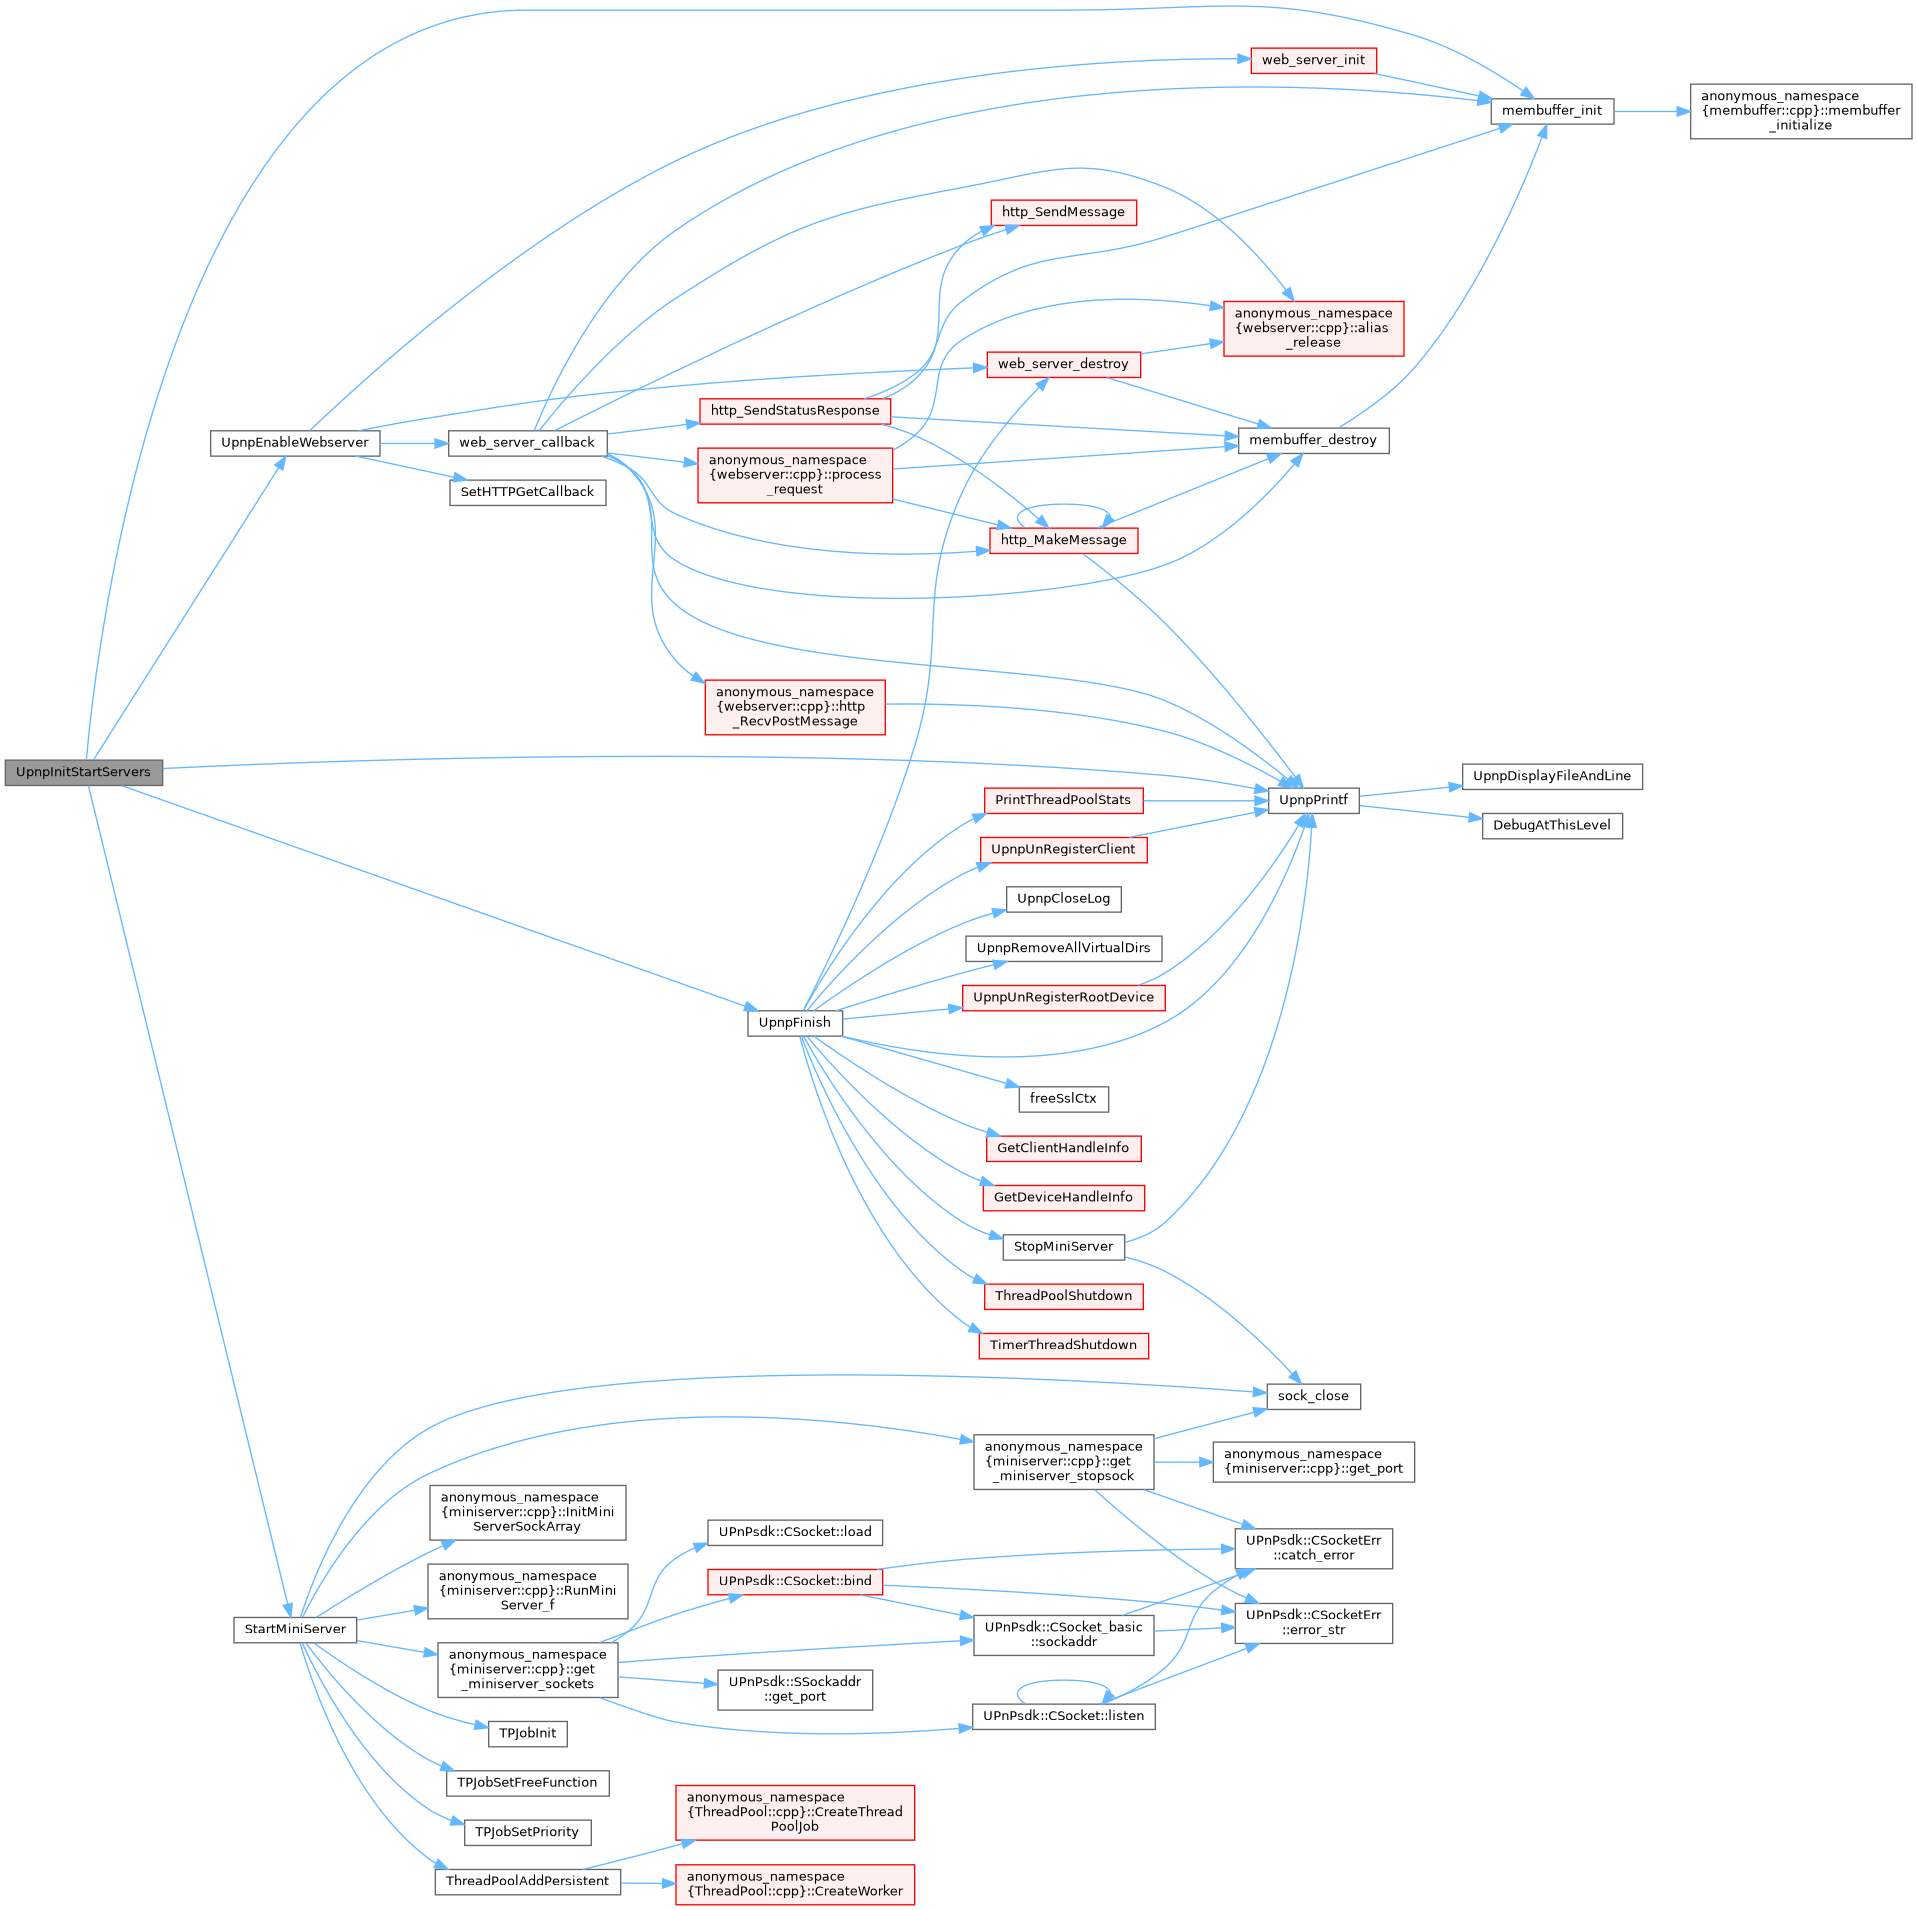 web_server_init
anonymous_namespace
{membuffer::cpp}::membuffer
_initialize
membuffer_init
http_SendMessage
anonymous_namespace
{webserver::cpp}::alias
_release
web_server_destroy
http_SendStatusResponse
UpnpEnableWebserver
web_server_callback
membuffer_destroy
anonymous_namespace
{webserver::cpp}::process
_request
SetHTTPGetCallback
http_MakeMessage
anonymous_namespace
{webserver::cpp}::http
_RecvPostMessage
UpnpInitStartServers
UpnpDisplayFileAndLine
PrintThreadPoolStats
UpnpPrintf
DebugAtThisLevel
UpnpUnRegisterClient
UpnpCloseLog
UpnpRemoveAllVirtualDirs
UpnpUnRegisterRootDevice
UpnpFinish
freeSslCtx
GetClientHandleInfo
GetDeviceHandleInfo
StopMiniServer
ThreadPoolShutdown
TimerThreadShutdown
sock_close
anonymous_namespace
{miniserver::cpp}::get
_miniserver_stopsock
anonymous_namespace
{miniserver::cpp}::get_port
anonymous_namespace
{miniserver::cpp}::InitMini
ServerSockArray
UPnPsdk::CSocket::load
UPnPsdk::CSocketErr
::catch_error
anonymous_namespace
{miniserver::cpp}::RunMini
Server_f
UPnPsdk::CSocket::bind
UPnPsdk::CSocketErr
::error_str
StartMiniServer
UPnPsdk::CSocket_basic
::sockaddr
anonymous_namespace
{miniserver::cpp}::get
_miniserver_sockets
UPnPsdk::SSockaddr
::get_port
UPnPsdk::CSocket::listen
TPJobInit
TPJobSetFreeFunction
anonymous_namespace
{ThreadPool::cpp}::CreateThread
PoolJob
TPJobSetPriority
ThreadPoolAddPersistent
anonymous_namespace
{ThreadPool::cpp}::CreateWorker